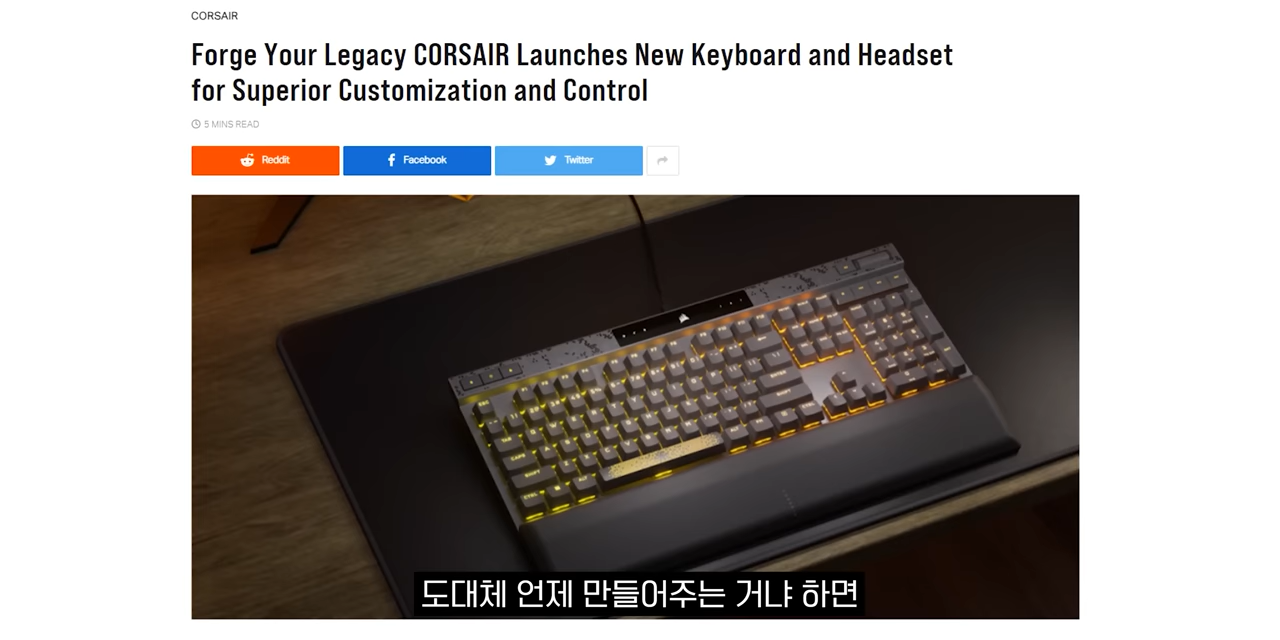 CORSAIR
Forge Your Legacy CORSAIR Launches New Keyboard and Headset
for Superior Customization and Control
5 MINS READ
Reddit
Facebook
Twitter
도대체 언제 만들어주는 거냐 하면